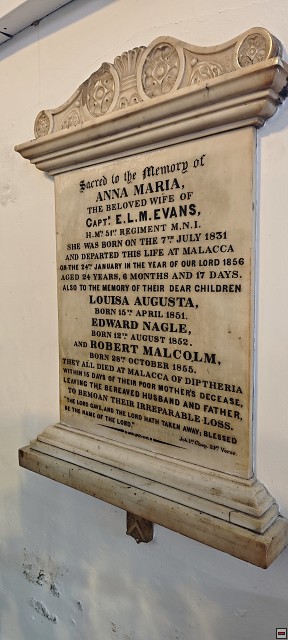 Sacred to the Memory of
ANNA MARIA,
THE BELOVED WIFE OF
CAPTN. E.L.M. EVANS,
H.MS. 51ST REGIMENT M.N.I.
SHE WAS BORN ON THE 7TH JULY 1831
AND DEPARTED THIS LIFE AT MALACCA
ON THE 24TH JANUARY IN THE YEAR OF OUR LORD 1856
AGED 24 YEARS, 6 MONTHS AND 17 DAYS.
ALSO TO THE MEMORY OF THEIR DEAR CHILDREN
LOUISA AUGUSTA,
BORN 15TH APRIL 1851.
EDWARD NAGLE,
BORN 12TH AUGUST 1852.
AND ROBERT MALCOLM,
BORN 28TH OCTOBER 1855.
THEY ALL DIED AT MALACCA OF DIPTHERIA
WITHIN 15 DAYS OF THEIR POOR MOTHER'S DECEASE,
LEAVING THE BEREAVED HUSBAND AND FATHER,
TO BEMOAN THEIR IRREPARABLE LOSS.
"THE LORD GAVE, AND THE LORD HATH TAKEN AWAY; BLESSED
BE THE NAME OF THE LORD."
Job 1st Chap. Verse.